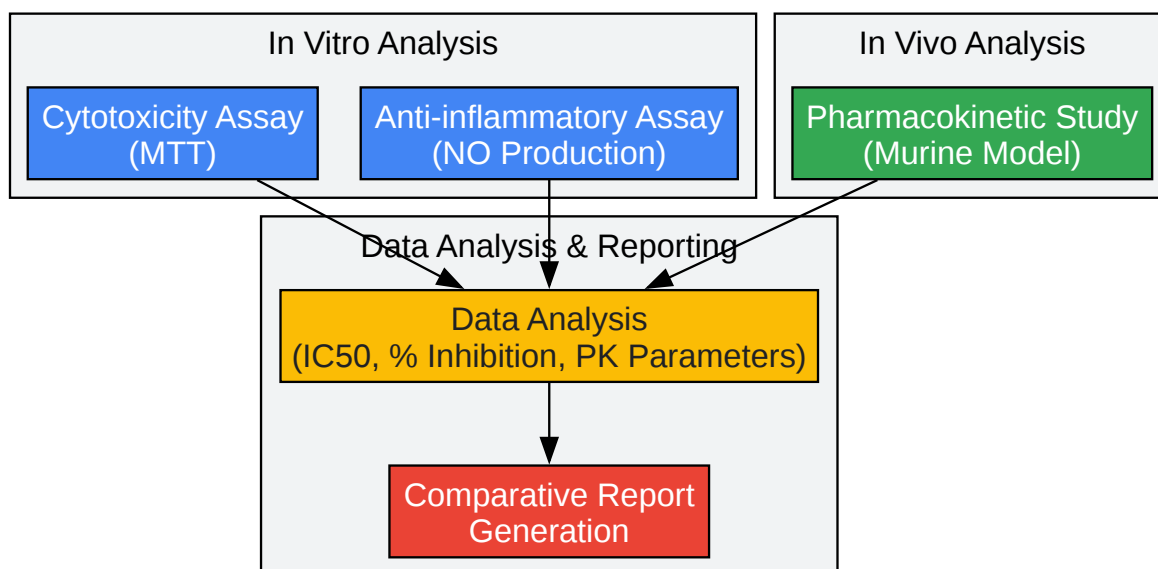 In Vitro Analysis
In Vivo Analysis
Cytotoxicity Assay
(MTT)
Anti-inflammatory Assay
(NO Production)
Pharmacokinetic Study
(Murine Model)
Data Analysis & Reporting
Data Analysis
(IC50, % Inhibition, PK Parameters)
Comparative Report
Generation